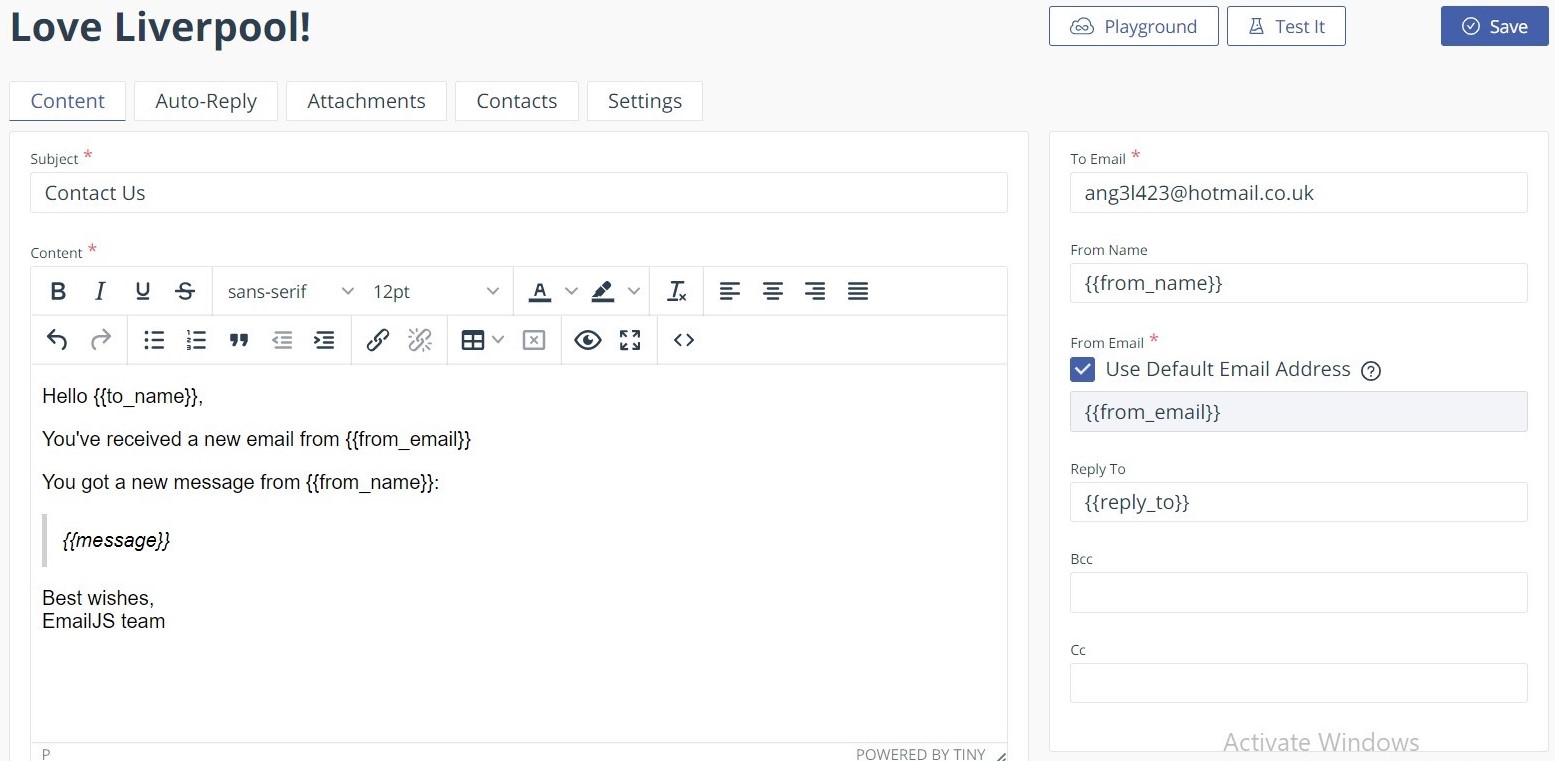 Love Liverpool!
Playground
Test It
Save
Content
Auto-Reply
Attachments
Contacts
Settings
Subject *
Contact Us
Content *
B I U S sans-serif 12pt A
Hello {{to_name}},
You've received a new email from {{from_email}}
You got a new message from {{from_name}}:
{{message}}
Best wishes,
EmailJS team
P
POWERED BY TINY
To Email *
ang3l423@hotmail.co.uk
From Name
{{from_name}}
From Email *
Use Default Email Address
{{from_email}}
Reply To
{{reply_to}}
Bcc
Cc
Activate Windows